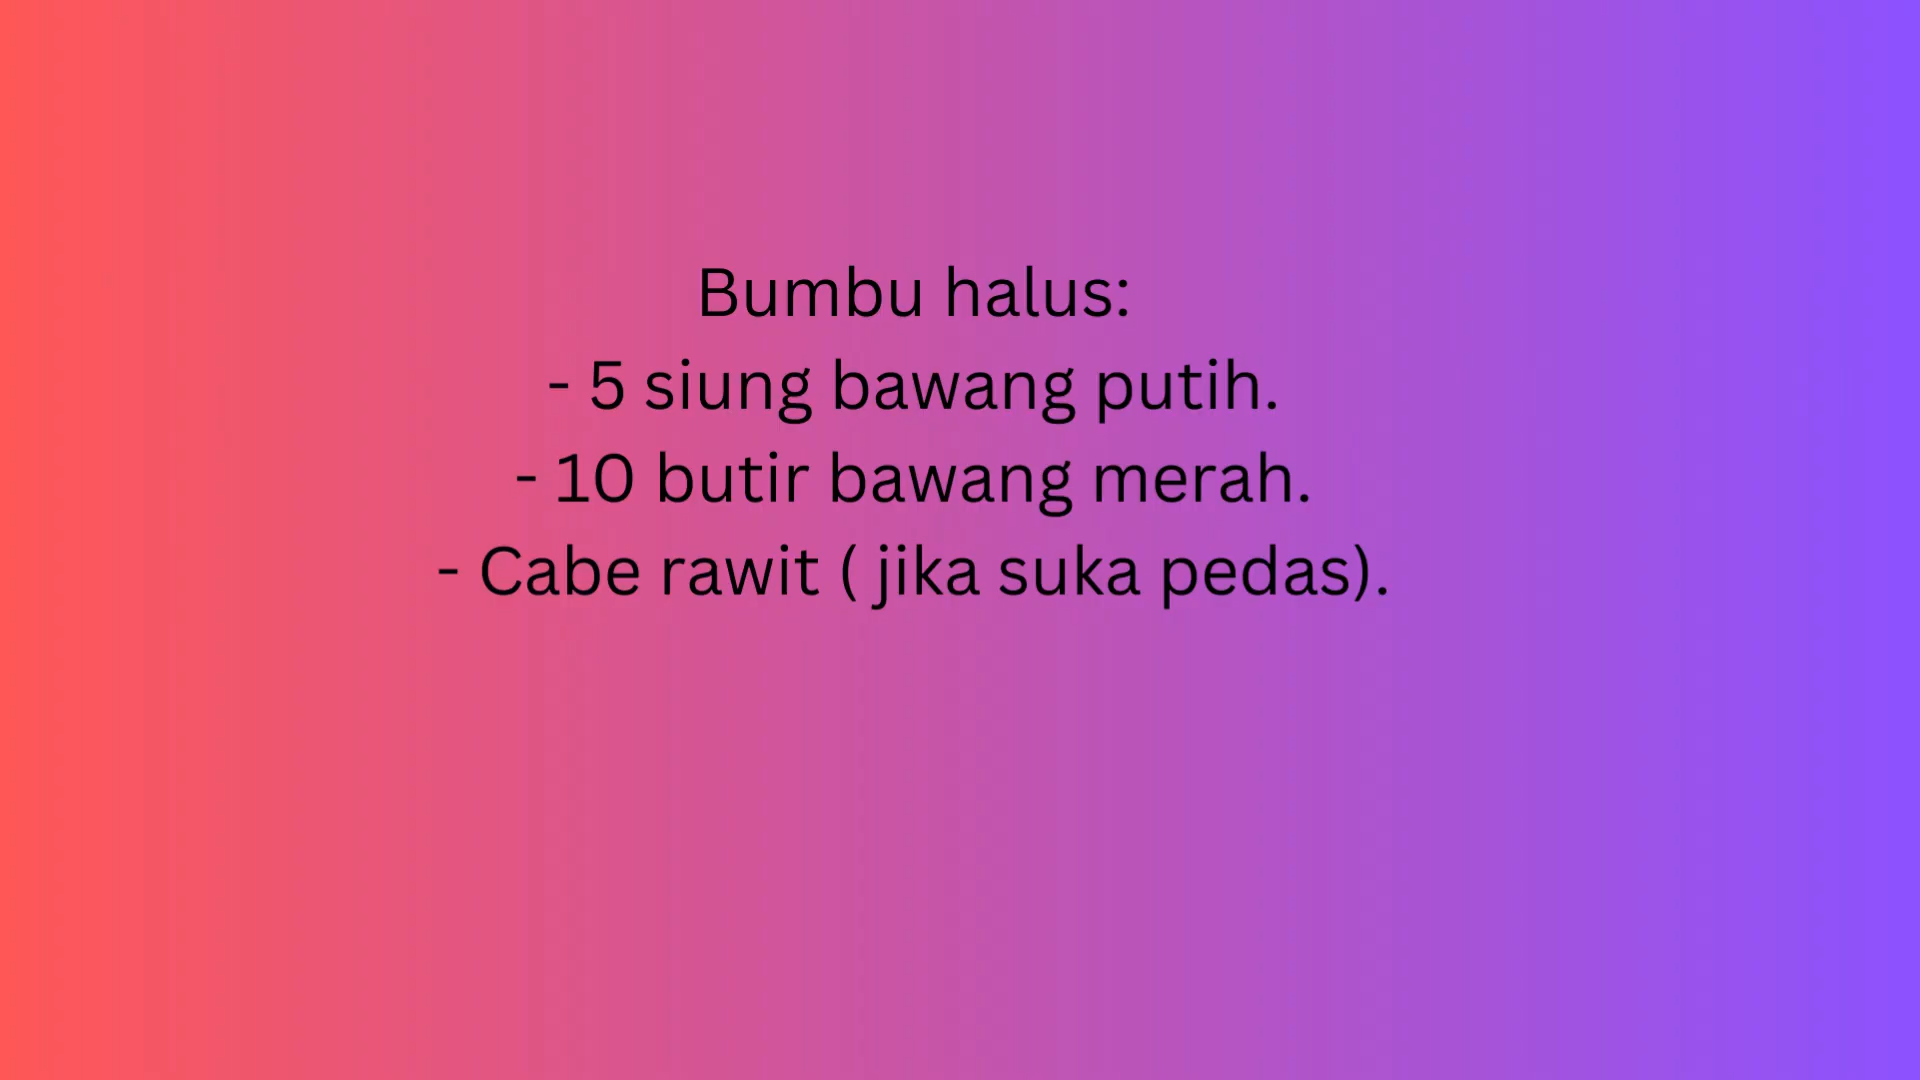 Bumbu halus:
- 5 siung bawang putih.
- 10 butir bawang merah.
- Cabe rawit ( jika suka pedas).